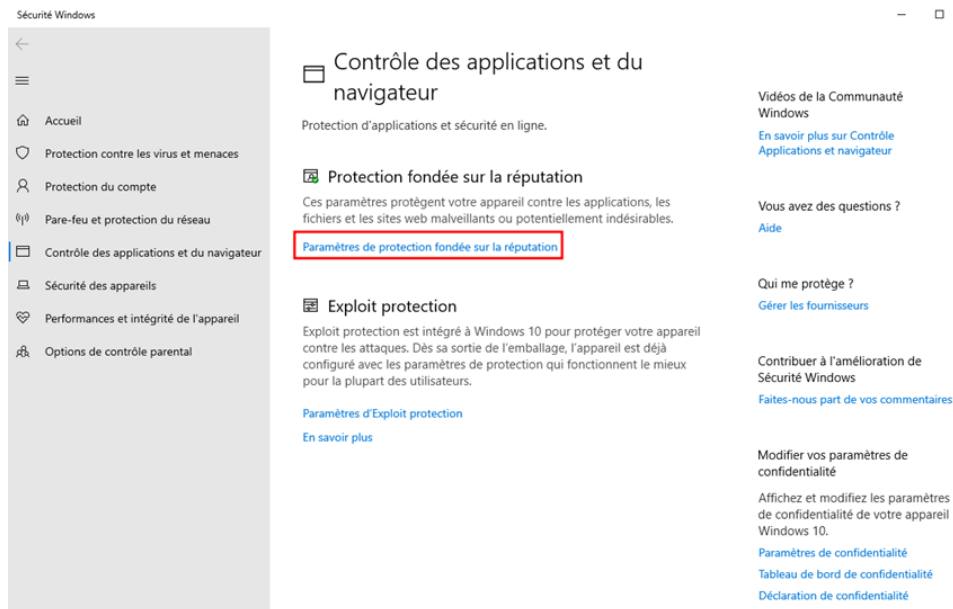 Sécurité Windows
Accueil
Protection contre les virus et menaces
Protection du compte
Pare-feu et protection du réseau
Contrôle des applications et du navigateur
Sécurité des appareils
Performances et intégrité de l'appareil
Options de contrôle parental
Contrôle des applications et du
navigateur
Protection d'applications et sécurité en ligne.
Protection fondée sur la réputation
Ces paramètres protègent votre appareil contre les applications, les
fichiers et les sites web malveillants ou potentiellement indésirables.
Paramètres de protection fondée sur la réputation
Exploit protection
Exploit protection est intégré à Windows 10 pour protéger votre appareil
contre les attaques. Dès sa sortie de l'emballage, l'appareil est déjà
configuré avec les paramètres de protection qui fonctionnent le mieux
pour la plupart des utilisateurs.
Paramètres d'Exploit protection
En savoir plus
Vidéos de la Communauté
Windows
En savoir plus sur Contrôle
Applications et navigateur
Vous avez des questions ?
Aide
Qui me protège ?
Gérer les fournisseurs
Contribuer à l'amélioration de
Sécurité Windows
Faites-nous part de vos commentaires
Modifier vos paramètres de
confidentialité
Affichez et modifiez les paramètres
de confidentialité de votre appareil
Windows 10.
Paramètres de confidentialité
Tableau de bord de confidentialité
Déclaration de confidentialité